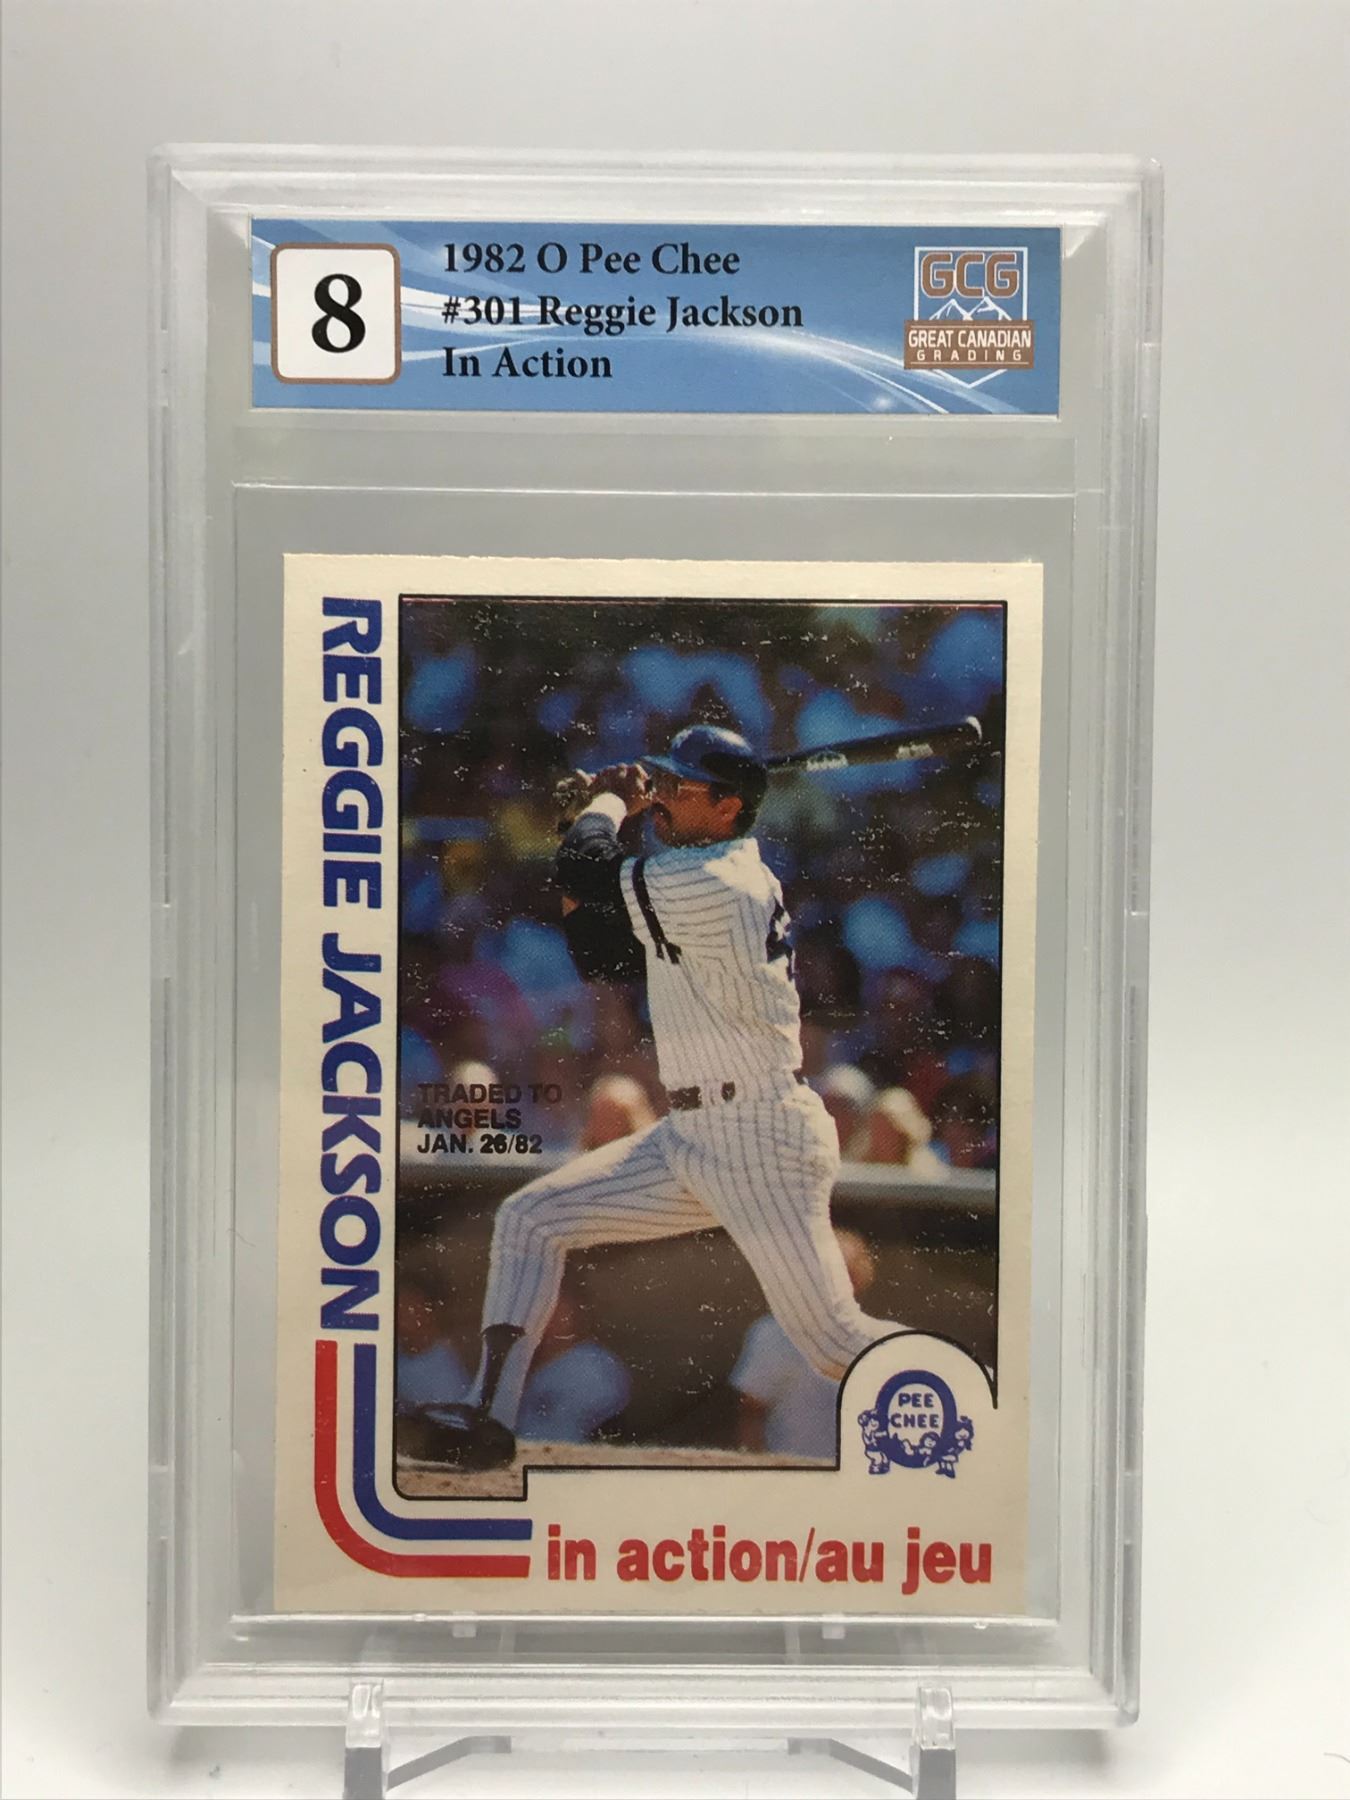 8
1982 O Pee Chee
#301 Reggie Jackson
In Action
GCG
GREAT CANADIAN
GRADING
REGGIE JACKSON
TRADED TO
ANGELS
JAN. 26/82
PEE
CHEE
in action/au jeu